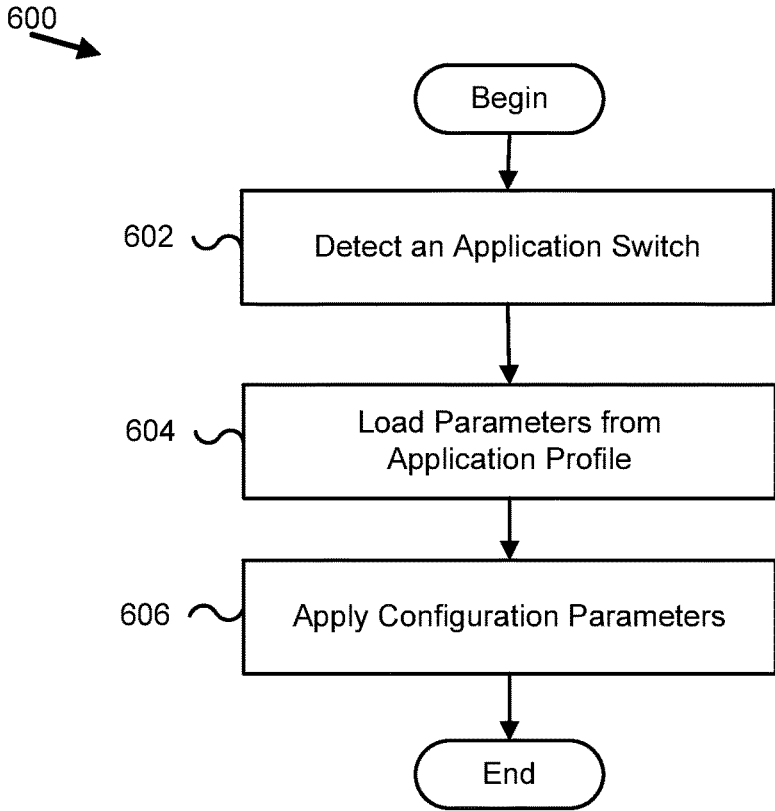 600
Begin
602
Detect an Application Switch
604
Load Parameters from
Application Profile
606
Apply Configuration Parameters
End